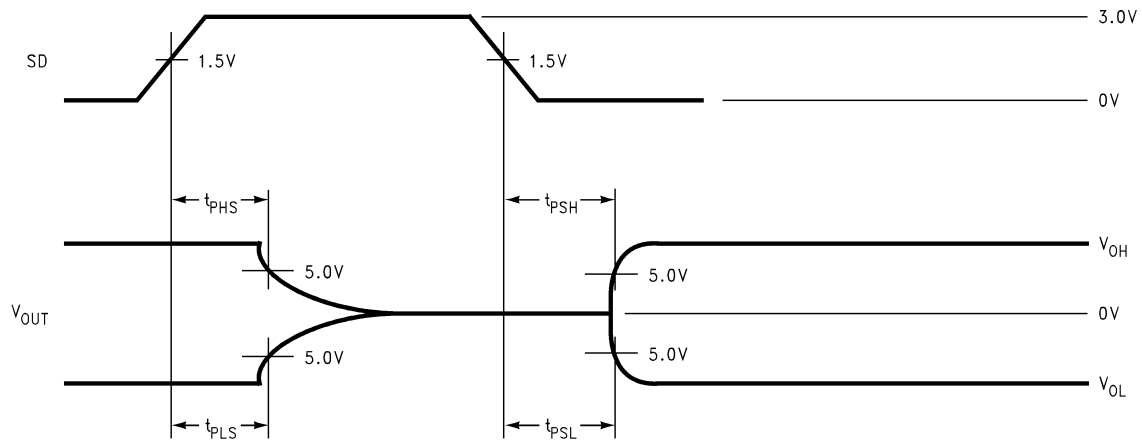 3.0V
SD
1.5V
1.5V
0V
tPHS
tPSH
VOH
5.0V
5.0V
VOUT
0V
5.0V
5.0V
VOL
tPLS
tPSL